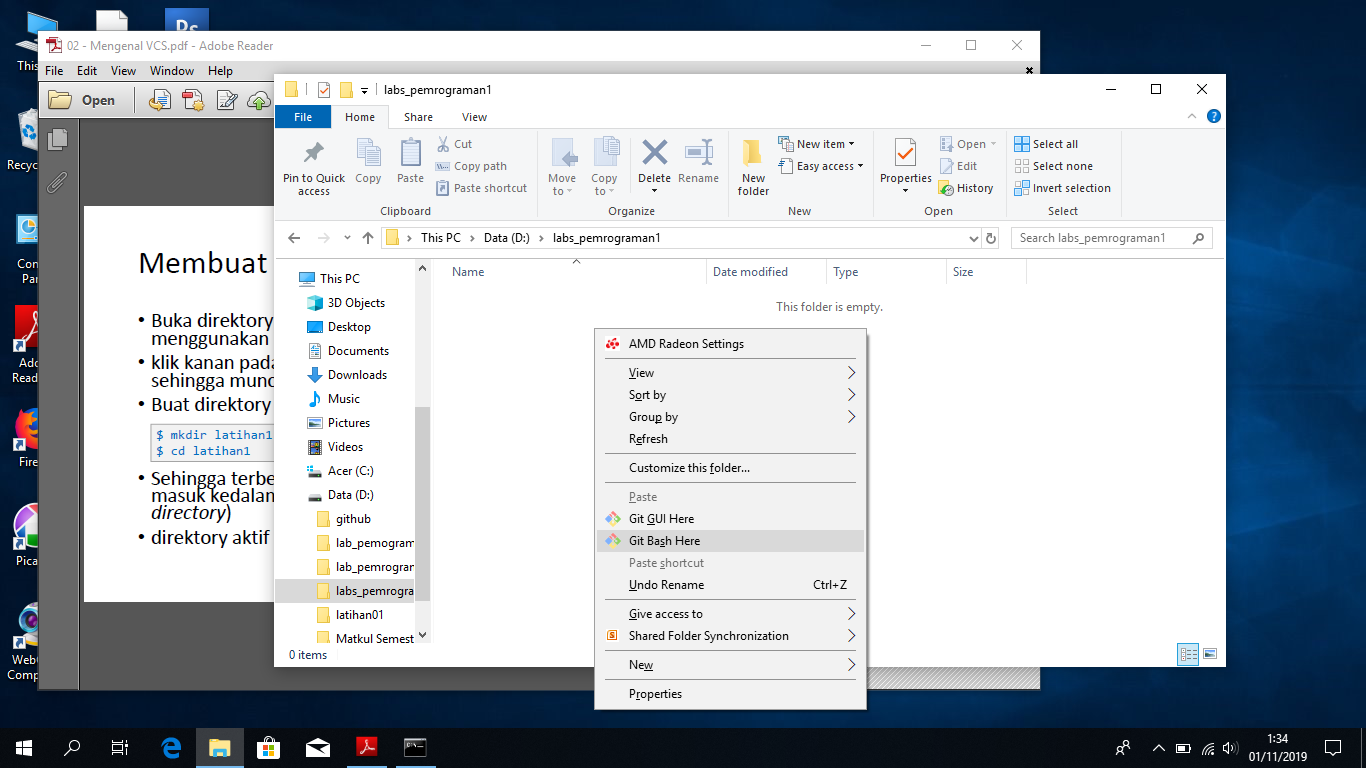 This
Recyc
Con
Pan
Ado
Read
Fire
Pica
Web
Comp
Ps
02 - Mengenal VCS.pdf - Adobe Reader
File Edit View Window Help
Open
Membuat
• Buka direktory
menggunakan
• klik kanan pada
sehingga munc
• Buat direktory
$ mkdir latihan1
$ cd latihan1
• Sehingga terbe
masuk kedalam
directory)
• direktory aktif
labs_pemrograman1
File Home Share View
Pin to Quick access
Copy
Paste
Cut
Copy path
Paste shortcut
Clipboard
Move to
Copy to
Delete
Rename
Organize
New folder
New item
Easy access
New
Properties
Open
Edit
History
Open
Select all
Select none
Invert selection
Select
This PC > Data (D:) > labs_pemrograman1
Search labs_pemrograman1
This PC
3D Objects
Desktop
Documents
Downloads
Music
Pictures
Videos
Acer (C:)
Data (D:)
github
lab_pemogram
lab_pemrogran
labs_pemrogra
latihan01
Matkul Semest
Name Date modified Type Size
This folder is empty.
AMD Radeon Settings
View
Sort by
Group by
Refresh
Customize this folder...
Paste
Git GUI Here
Git Bash Here
Paste shortcut
Undo Rename Ctrl+Z
Give access to
Shared Folder Synchronization
New
Properties
0 items
1:34
01/11/2019